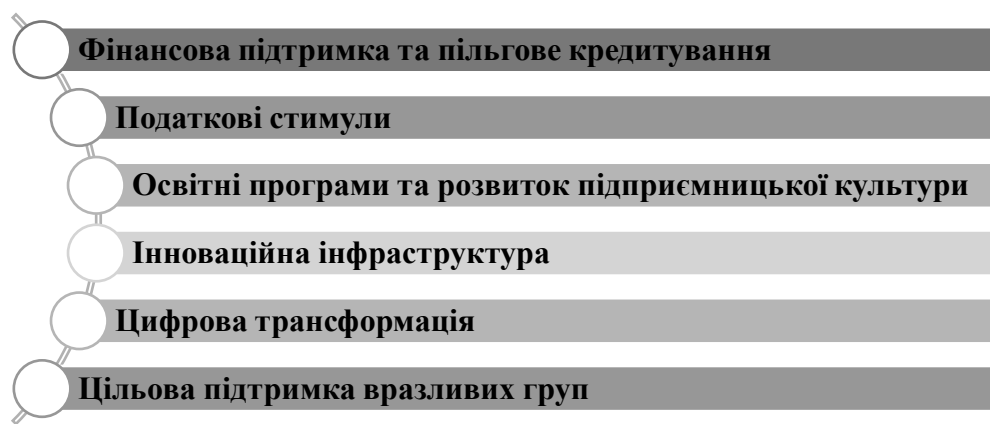 Фінансова підтримка та пільгове кредитування
Податкові стимули
Освітні програми та розвиток підприємницької культури
Інноваційна інфраструктура
Цифрова трансформація
Цільова підтримка вразливих груп